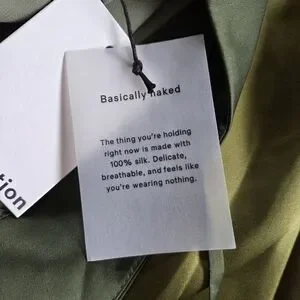 Basically naked
The thing you're holding
right now is made with
100% silk. Delicate,
breathable, and feels like
you're wearing nothing.
tion